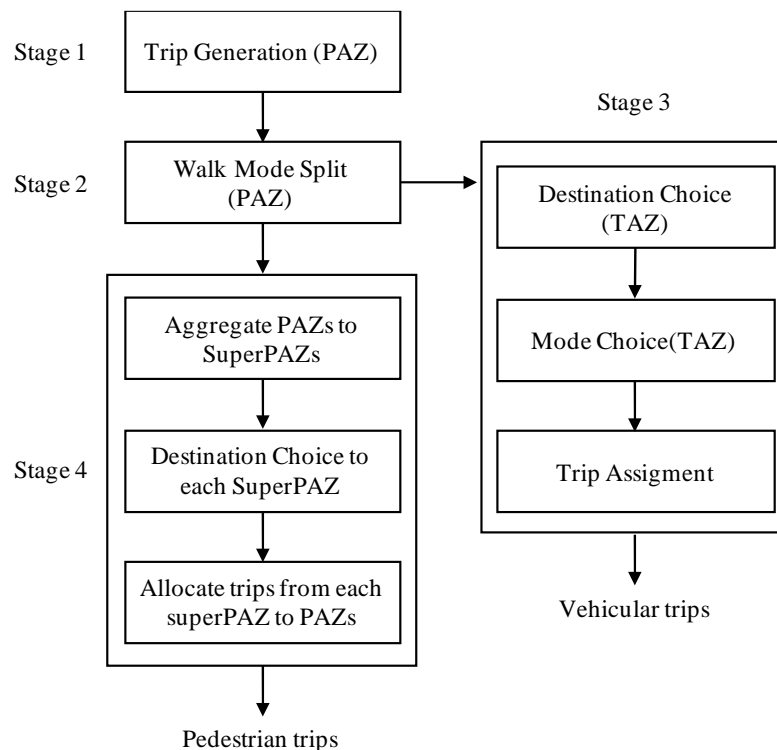 Stage 1
Trip Generation (PAZ)
Stage 2
Walk Mode Split
(PAZ)
Stage 3
Destination Choice
(TAZ)
Mode Choice(TAZ)
Trip Assigment
Vehicular trips
Stage 4
Aggregate PAZs to
SuperPAZs
Destination Choice to
each SuperPAZ
Allocate trips from each
superPAZ to PAZs
Pedestrian trips